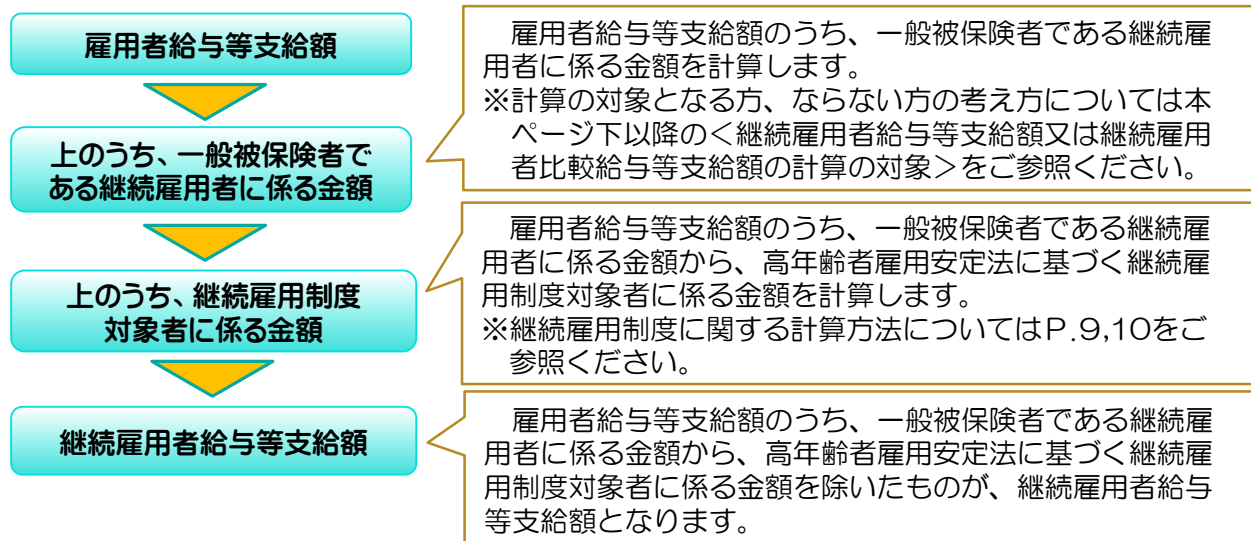 雇用者給与等支給額
雇用者給与等支給額のうち、一般被保険者である継続雇
用者に係る金額を計算します。
※計算の対象となる方、ならない方の考え方については本
ページ下以降の＜継続雇用者給与等支給額又は継続雇用
者比較給与等支給額の計算の対象＞をご参照ください。
上のうち、一般被保険者で
ある継続雇用者に係る金額
雇用者給与等支給額のうち、一般被保険者である継続雇
用者に係る金額から、高年齢者雇用安定法に基づく継続雇
用制度対象者に係る金額を計算します。
※継続雇用制度に関する計算方法についてはP.9,10をご
参照ください。
上のうち、継続雇用制度
対象者に係る金額
雇用者給与等支給額のうち、一般被保険者である継続雇
用者に係る金額から、高年齢者雇用安定法に基づく継続雇
用制度対象者に係る金額を除いたものが、継続雇用者給与
等支給額となります。
継続雇用者給与等支給額